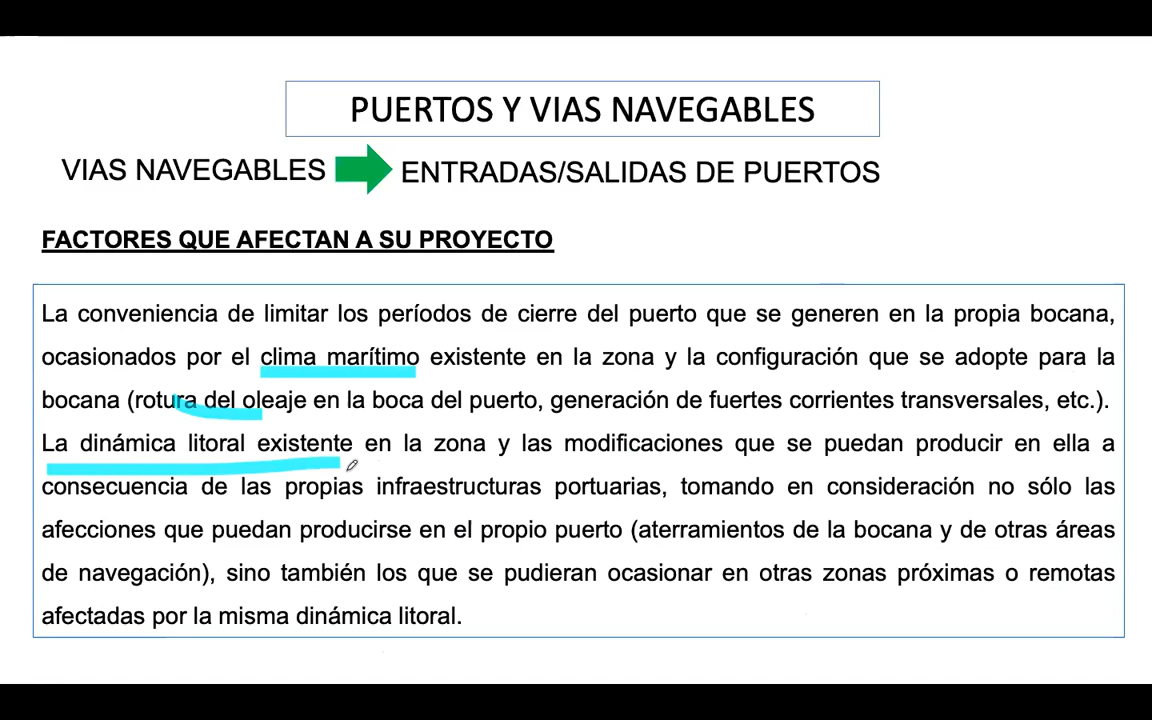 PUERTOS Y VIAS NAVEGABLES
VIAS NAVEGABLES ENTRADAS/SALIDAS DE PUERTOS
FACTORES QUE AFECTAN A SU PROYECTO
La conveniencia de limitar los períodos de cierre del puerto que se generen en la propia bocana,
ocasionados por el clima marítimo existente en la zona y la configuración que se adopte para la
bocana (rotura del oleaje en la boca del puerto, generación de fuertes corrientes transversales, etc.).
La dinámica litoral existente en la zona y las modificaciones que se puedan producir en ella a
consecuencia de las propias infraestructuras portuarias, tomando en consideración no sólo las
afecciones que puedan producirse en el propio puerto (aterramientos de la bocana y de otras áreas
de navegación), sino también los que se pudieran ocasionar en otras zonas próximas o remotas
afectadas por la misma dinámica litoral.